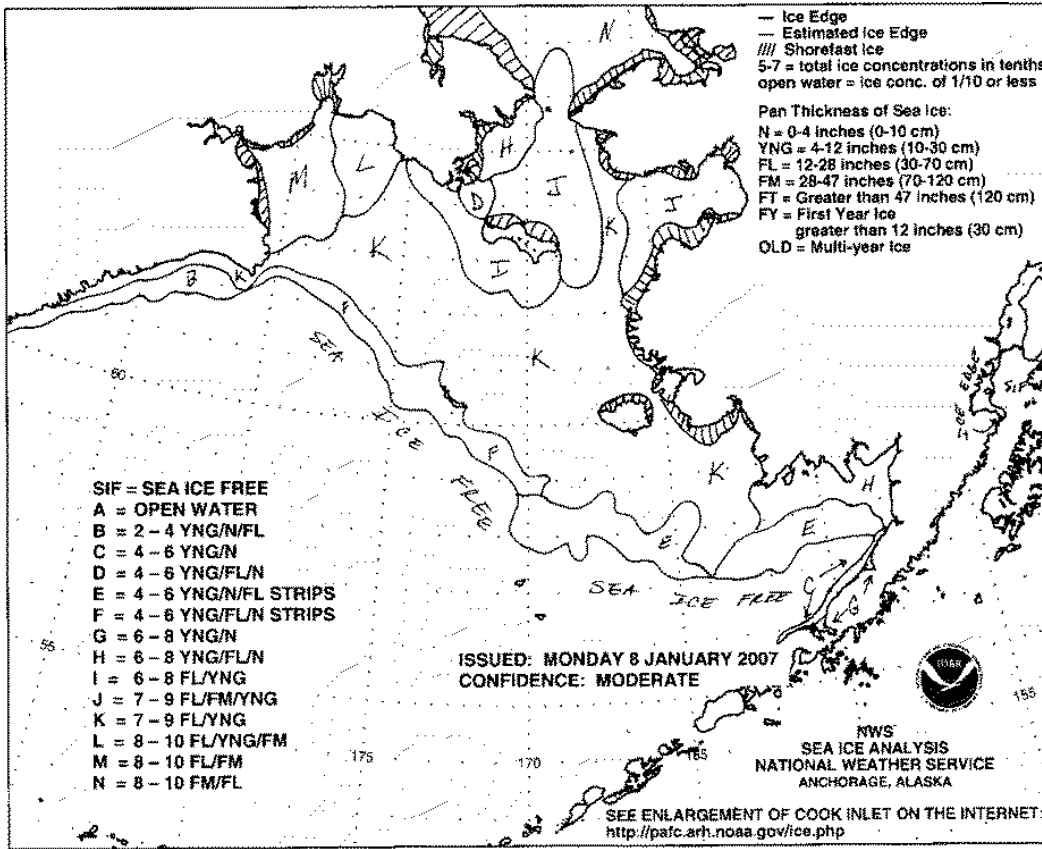 — Ice Edge
— Estimated Ice Edge
//// Shorefast Ice
5-7 = total ice concentrations in tenths
open water = ice conc. of 1/10 or less
Pan Thickness of Sea Ice:
N = 0-4 inches (0-10 cm)
YNG = 4-12 inches (10-30 cm)
FL = 12-28 inches (30-70 cm)
FM = 28-47 inches (70-120 cm)
FT = Greater than 47 inches (120 cm)
FY = First Year Ice
greater than 12 inches (30 cm)
OLD = Multi-year Ice
N
H
L
M
J
D
I
K
K
I
B
K
F
SEA
ICE
FLEE
K
60
ICE EDGE
SIF
F
K
H
E
E
SEA ICE FREE
C
G
SIF = SEA ICE FREE
A = OPEN WATER
B = 2 – 4 YNG/N/FL
C = 4 – 6 YNG/N
D = 4 – 6 YNG/FL/N
E = 4 – 6 YNG/N/FL STRIPS
F = 4 – 6 YNG/FL/N STRIPS
G = 6 – 8 YNG/N
H = 6 – 8 YNG/FL/N
I = 6 – 8 FL/YNG
J = 7 – 9 FL/FM/YNG
K = 7 – 9 FL/YNG
L = 8 – 10 FL/YNG/FM
M = 8 – 10 FL/FM
N = 8 – 10 FM/FL
55
ISSUED: MONDAY 8 JANUARY 2007
CONFIDENCE: MODERATE
NOAA
155
175
170
165
NWS
SEA ICE ANALYSIS
NATIONAL WEATHER SERVICE
ANCHORAGE, ALASKA
SEE ENLARGEMENT OF COOK INLET ON THE INTERNET:
http://pafc.arh.noaa.gov/ice.php